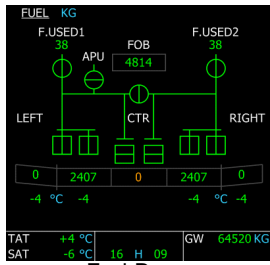 FUEL KG
F.USED1 F.USED2
38 FOB 38
APU 4814
LEFT CTR RIGHT
0 2407 0 2407 0
-4 °C -4 -4 °C -4
TAT +4 °C GW 64520 KG
SAT -6 °C 16 H 09